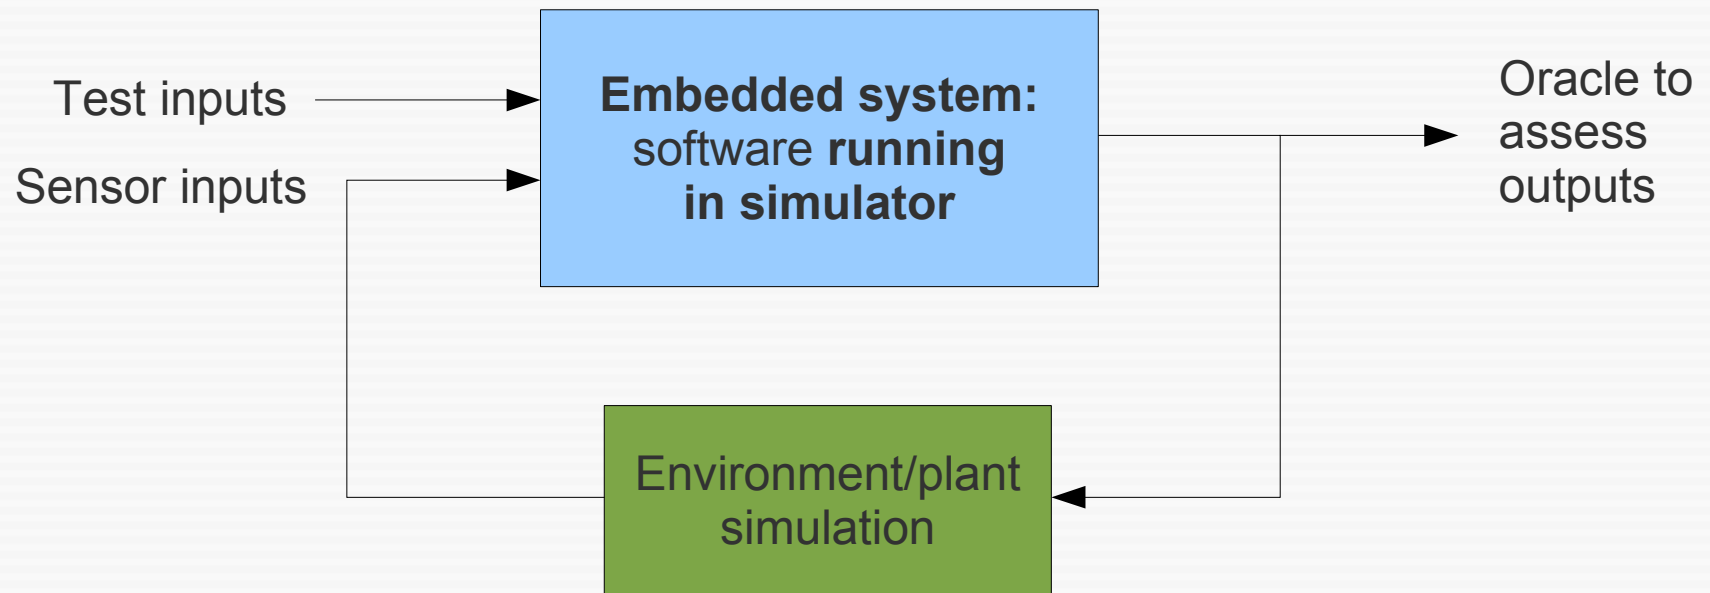 Test inputs
Sensor inputs
Embedded system:
software running
in simulator
Oracle to
assess
outputs
Environment/plant
simulation